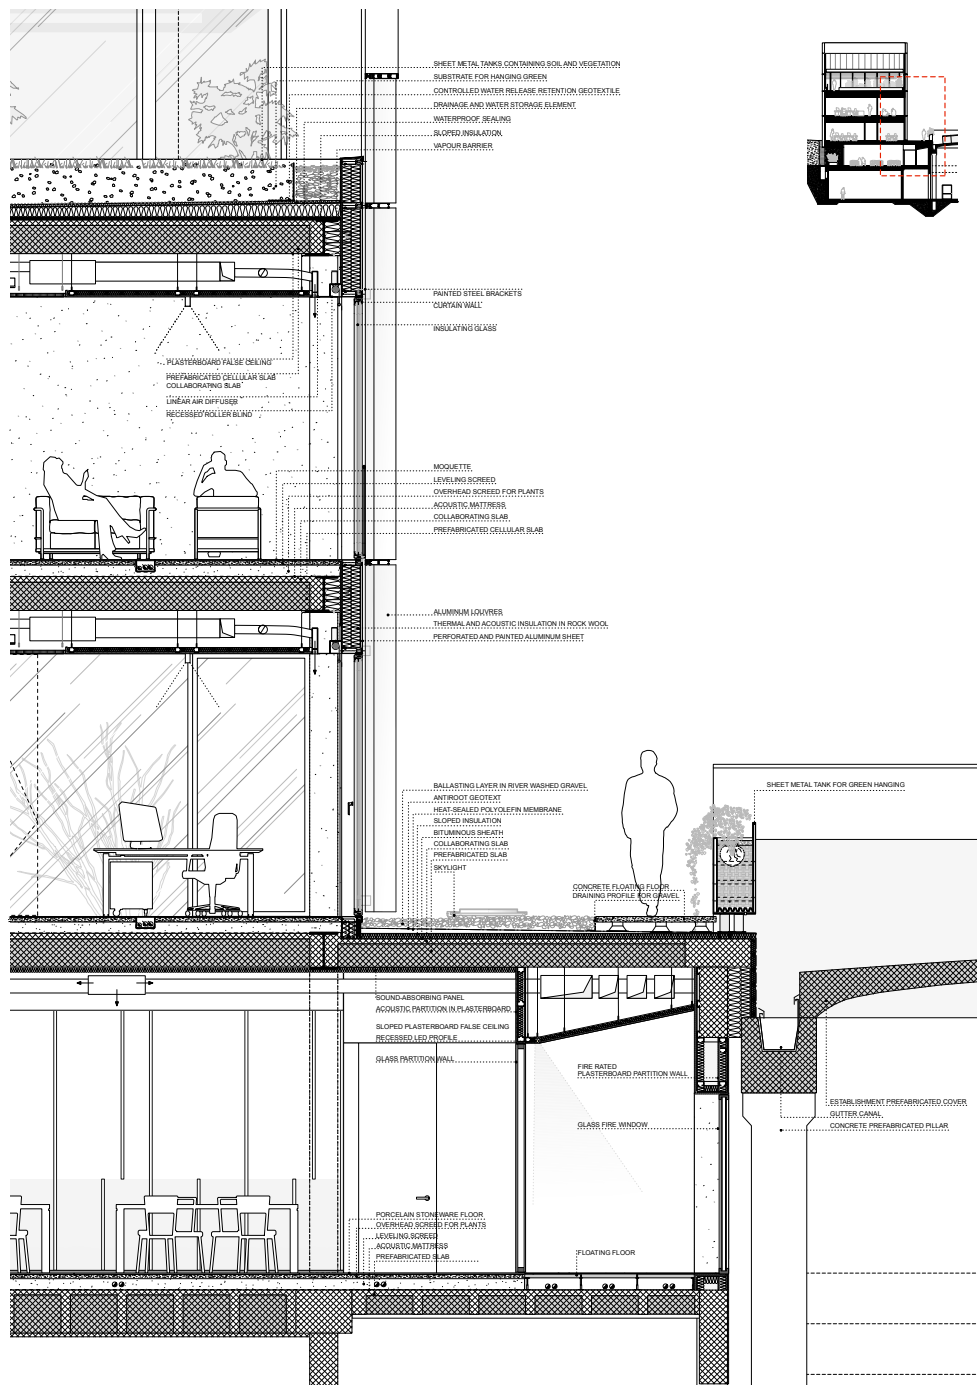 SHEET METAL TANKS CONTAINING SOIL AND VEGETATION
SUBSTRATE FOR HANGING GREEN
CONTROLLED WATER RELEASE RETENTION GEOTEXTILE
DRAINAGE AND WATER STORAGE ELEMENT
WATERPROOF SEALING
SLOPED INSULATION
VAPOUR BARRIER
PAINTED STEEL BRACKETS
CURTAIN WALL
INSULATING GLASS
PLASTERBOARD FALSE CEILING
PREFABRICATED CELLULAR SLAB
COLLABORATING SLAB
LINEAR AIR DIFFUSER
RECESSED ROLLER BLIND
MOQUETTE
LEVELING SCREED
OVERHEAD SCREED FOR PLANTS
ACOUSTIC MATTRESS
COLLABORATING SLAB
PREFABRICATED CELLULAR SLAB
ALUMINUM LOUVRES
THERMAL AND ACOUSTIC INSULATION IN ROCK WOOL
PERFORATED AND PAINTED ALUMINUM SHEET
BALLASTING LAYER IN RIVER WASHED GRAVEL
ANTIROOT GEOTEXT
HEAT-SEALED POLYOLEFIN MEMBRANE
SLOPED INSULATION
BITUMINOUS SHEATH
COLLABORATING SLAB
PREFABRICATED SLAB
SKYLIGHT
SHEET METAL TANK FOR GREEN HANGING
CONCRETE FLOATING FLOOR
DRAINING PROFILE FOR GRAVEL
SOUND-ABSORBING PANEL
ACOUSTIC PARTITION IN PLASTERBOARD
SLOPED PLASTERBOARD FALSE CEILING
RECESSED LED PROFILE
GLASS PARTITION WALL
FIRE RATED
PLASTERBOARD PARTITION WALL
GLASS FIRE WINDOW
ESTABLISHMENT PREFABRICATED COVER
GUTTER CANAL
CONCRETE PREFABRICATED PILLAR
PORCELAIN STONEWARE FLOOR
OVERHEAD SCREED FOR PLANTS
LEVELING SCREED
ACOUSTIC MATTRESS
PREFABRICATED SLAB
FLOATING FLOOR